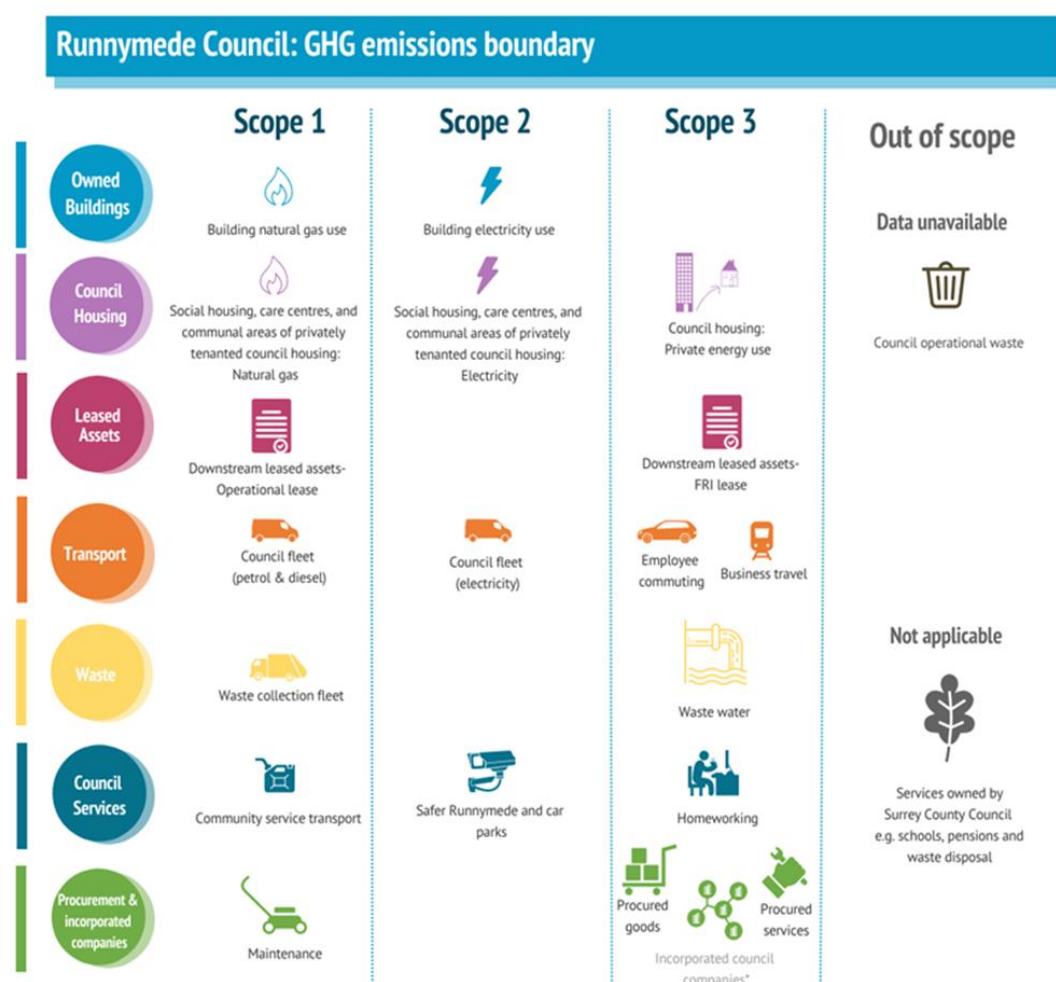 Runnymede Council: GHG emissions boundary
Scope 1
Scope 2
Scope 3
Out of scope
Owned
Buildings
Building natural gas use
Building electricity use
Data unavailable
Council operational waste
Council
Housing
Social housing, care centres, and
communal areas of privately
tenanted council housing:
Natural gas
Social housing, care centres, and
communal areas of privately
tenanted council housing:
Electricity
Council housing:
Private energy use
Leased
Assets
Downstream leased assets-
Operational lease
Downstream leased assets-
FRI lease
Transport
Council fleet
(petrol & diesel)
Council fleet
(electricity)
Employee
commuting
Business travel
Waste
Waste collection fleet
Waste water
Not applicable
Services owned by
Surrey County Council
e.g. schools, pensions and
waste disposal
Council
Services
Community service transport
Safer Runnymede and car
parks
Homeworking
Procurement &
incorporated
companies
Maintenance
Procured
goods
Procured
services
Incorporated council
companies*